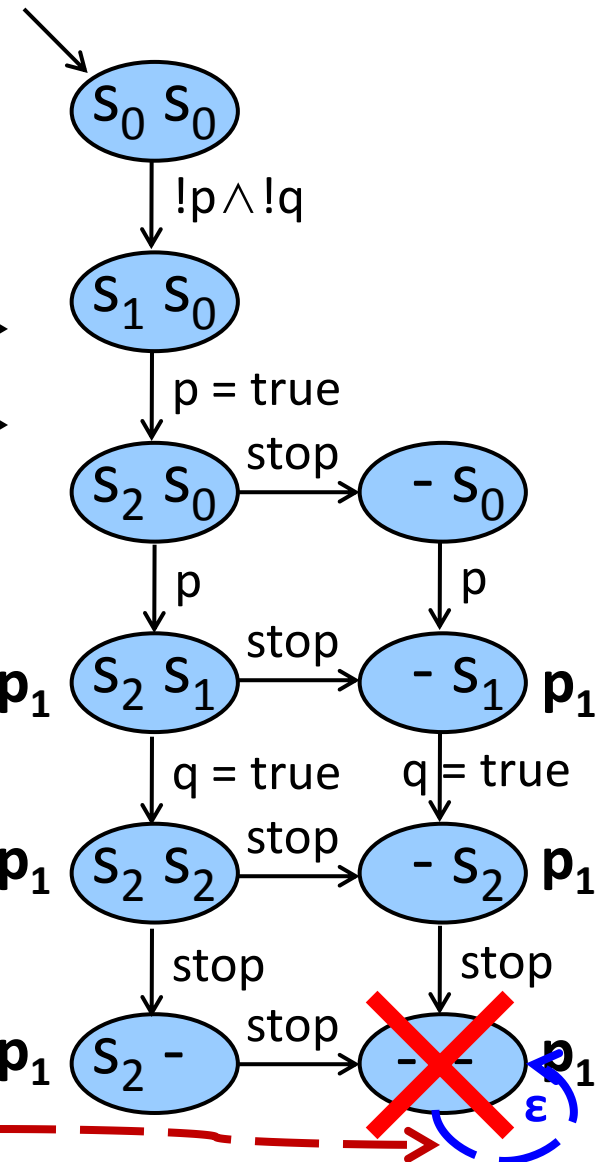 s₀ s₀
!p∧!q
s₁ s₀
p = true
s₂ s₀ stop - s₀
p p
p₁ s₂ s₁ stop - s₁ p₁
q = true q = true
p₁ s₂ s₂ stop - s₂ p₁
stop stop
p₁ s₂ - stop - - p₁
ε